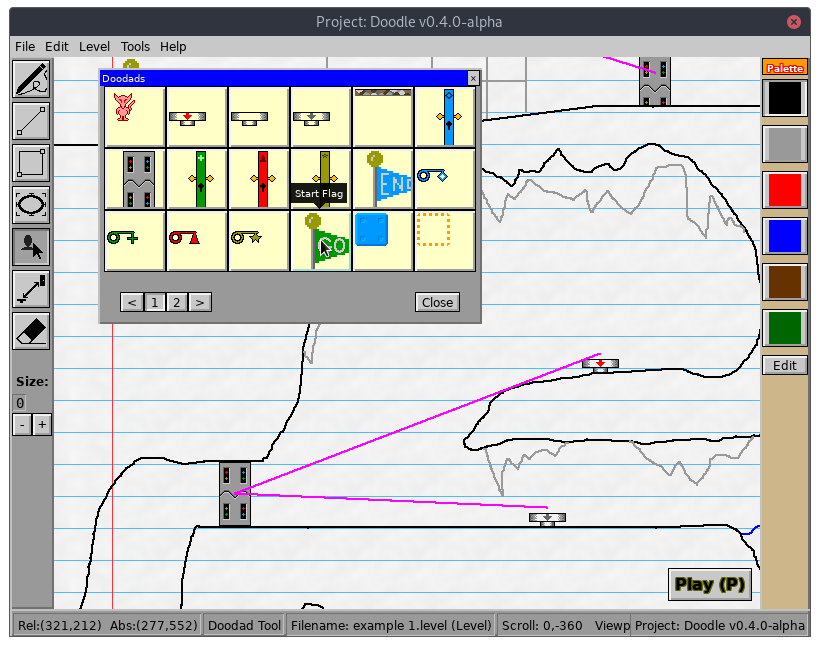 Project: Doodle v0.4.0-alpha
File Edit Level Tools Help
Doodads
Palette
END
Start Flag
GO
< 1 2 >
Close
Edit
Size:
0
- +
Play (P)
Rel:(321,212) Abs:(277,552) Doodad Tool Filename: example 1.level (Level) Scroll: 0,-360 Viewp Project: Doodle v0.4.0-alpha